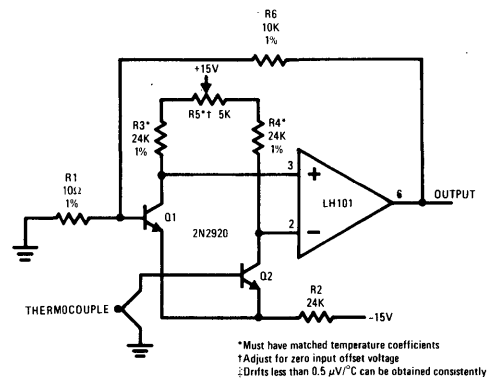 R6
10K
1%
+15V
R5*† 5K
R3*
24K
1%
R4*
24K
1%
R1
10Ω
1%
Q1
2N2920
3
+
LH101
6
OUTPUT
2
−
Q2
R2
24K
THERMOCOUPLE
−15V
*Must have matched temperature coefficients
†Adjust for zero input offset voltage
‡Drifts less than 0.5 μV/°C can be obtained consistently